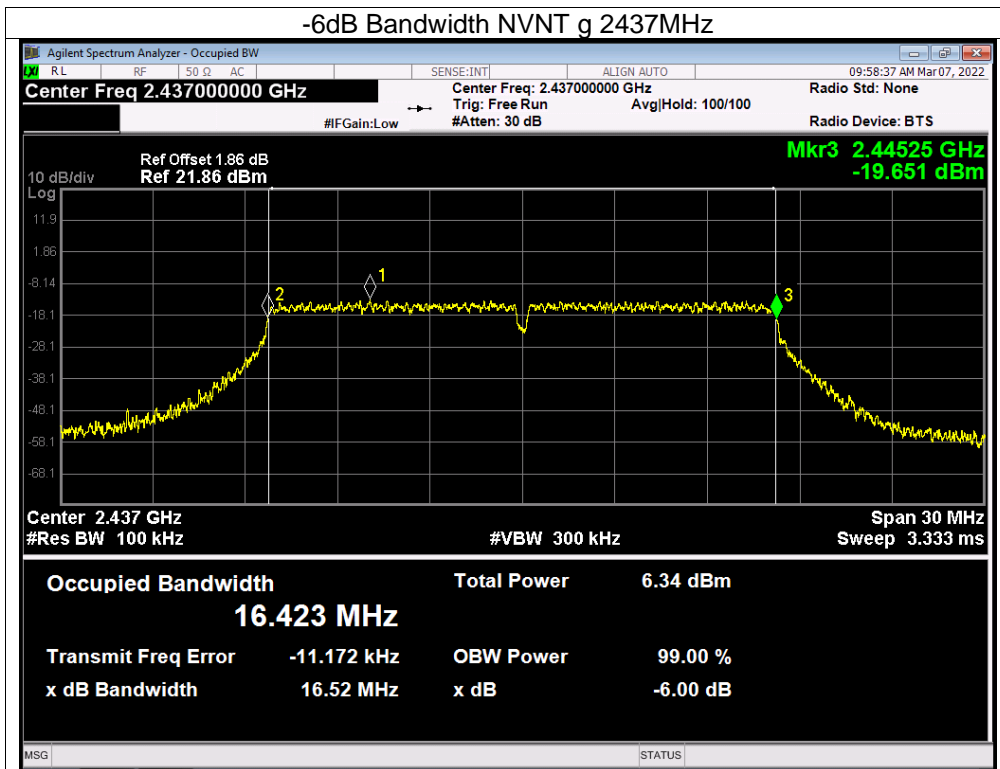 -6dB Bandwidth NVNT g 2437MHz
Agilent Spectrum Analyzer - Occupied BW
LXI RL RF 50 Ω AC SENSE:INT ALIGN AUTO 09:58:37 AM Mar 07, 2022
Center Freq 2.437000000 GHz Center Freq: 2.437000000 GHz Radio Std: None
Trig: Free Run Avg|Hold: 100/100
#IFGain:Low #Atten: 30 dB Radio Device: BTS
Mkr3 2.44525 GHz
-19.651 dBm
Ref Offset 1.86 dB
10 dB/div Ref 21.86 dBm
Log
11.9
1.86
-8.14
-18.1
-28.1
-38.1
-48.1
-58.1
-68.1
1
2
3
Center 2.437 GHz Span 30 MHz
#Res BW 100 kHz #VBW 300 kHz Sweep 3.333 ms
Occupied Bandwidth Total Power 6.34 dBm
16.423 MHz
Transmit Freq Error -11.172 kHz OBW Power 99.00 %
x dB Bandwidth 16.52 MHz x dB -6.00 dB
MSG STATUS